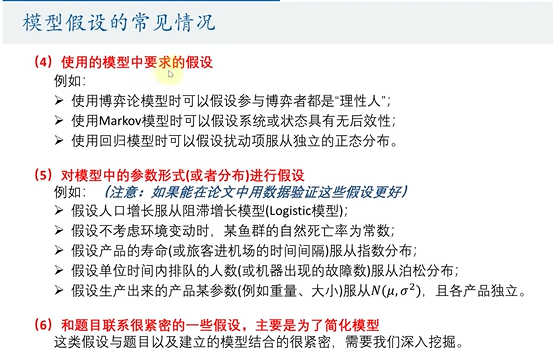 模型假设的常见情况
（4）使用的模型中要求的假设
例如：
➢ 使用博弈论模型时可以假设参与博弈者都是“理性人”；
➢ 使用Markov模型时可以假设系统或状态具有无后效性；
➢ 使用回归模型时可以假设扰动项服从独立的正态分布。
（5）对模型中的参数形式(或者分布)进行假设
例如：（注意：如果能在论文中用数据验证这些假设更好）
➢ 假设人口增长服从阻滞增长模型(Logistic模型)；
➢ 假设不考虑环境变动时，某鱼群的自然死亡率为常数；
➢ 假设产品的寿命(或旅客进机场的时间间隔)服从指数分布；
➢ 假设单位时间内排队的人数(或机器出现的故障数)服从泊松分布；
➢ 假设生产出来的产品某参数(例如重量、大小)服从N(μ,σ²)，且各产品独立。
（6）和题目联系很紧密的一些假设，主要是为了简化模型
这类假设与题目以及建立的模型结合的很紧密，需要我们深入挖掘。